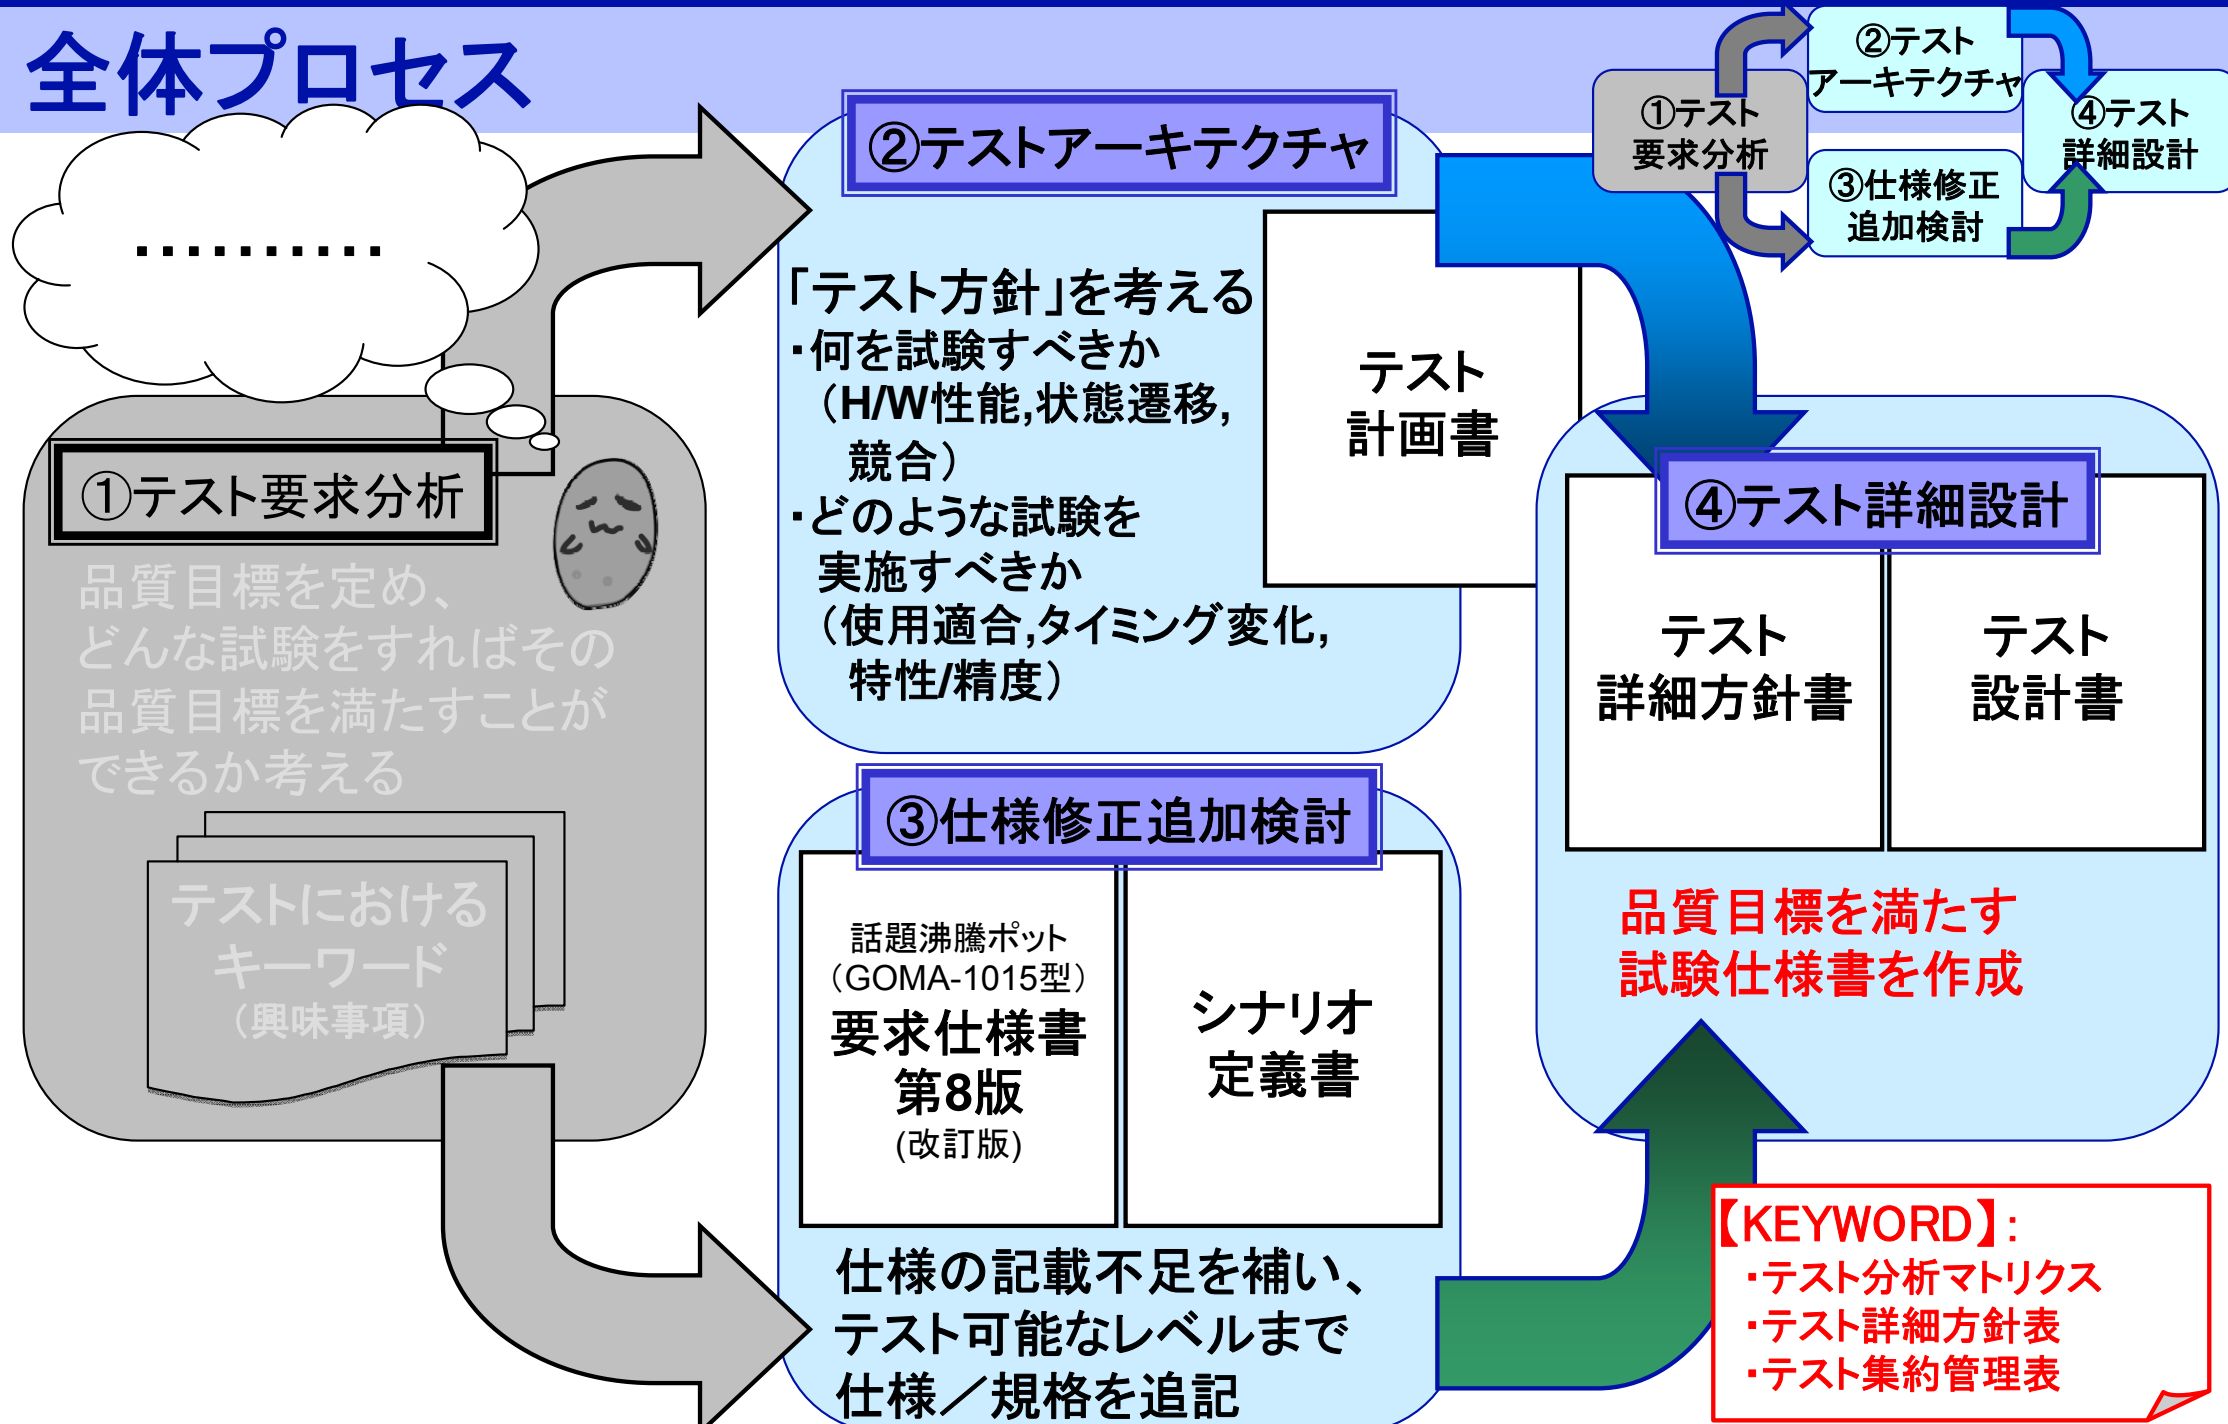 全体プロセス
②テスト
アーキテクチャ
①テスト
要求分析
④テスト
詳細設計
③仕様修正
追加検討
・・・・・・・・・・
①テスト要求分析
品質目標を定め、
どんな試験をすればその
品質目標を満たすことが
できるか考える
テストにおける
キーワード
（興味事項）
②テストアーキテクチャ
「テスト方針」を考える
・何を試験すべきか
（H/W性能,状態遷移,
競合）
・どのような試験を
実施すべきか
（使用適合,タイミング変化,
特性/精度）
テスト
計画書
③仕様修正追加検討
話題沸騰ポット
（GOMA-1015型）
要求仕様書
第8版
(改訂版)
シナリオ
定義書
仕様の記載不足を補い、
テスト可能なレベルまで
仕様／規格を追記
④テスト詳細設計
テスト
詳細方針書
テスト
設計書
品質目標を満たす
試験仕様書を作成
【KEYWORD】:
・テスト分析マトリクス
・テスト詳細方針表
・テスト集約管理表